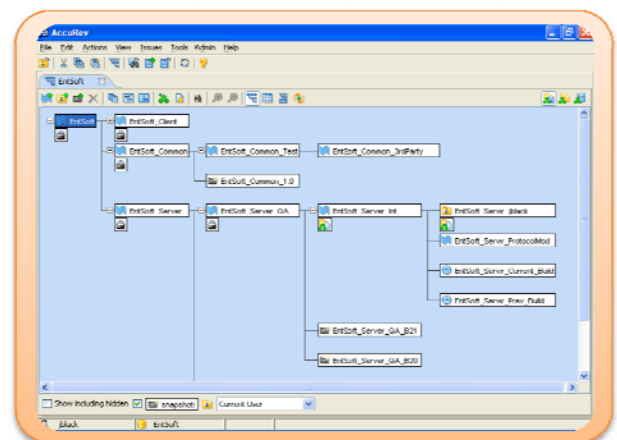 AccuRev
File Edit Actions View Issues Tools Admin Help
EntSoft
EntSoft
EntSoft_Client
EntSoft_Common
EntSoft_Common_Test
EntSoft_Common_3rdParty
EntSoft_Common_1.0
EntSoft_Server
EntSoft_Server_QA
EntSoft_Server_Int
EntSoft_Server_jblack
EntSoft_Server_ProtocolMod
EntSoft_Server_Current_Build
EntSoft_Server_Prev_Build
EntSoft_Server_QA_B21
EntSoft_Server_QA_B20
Show including hidden snapshots Current User
jblack EntSoft